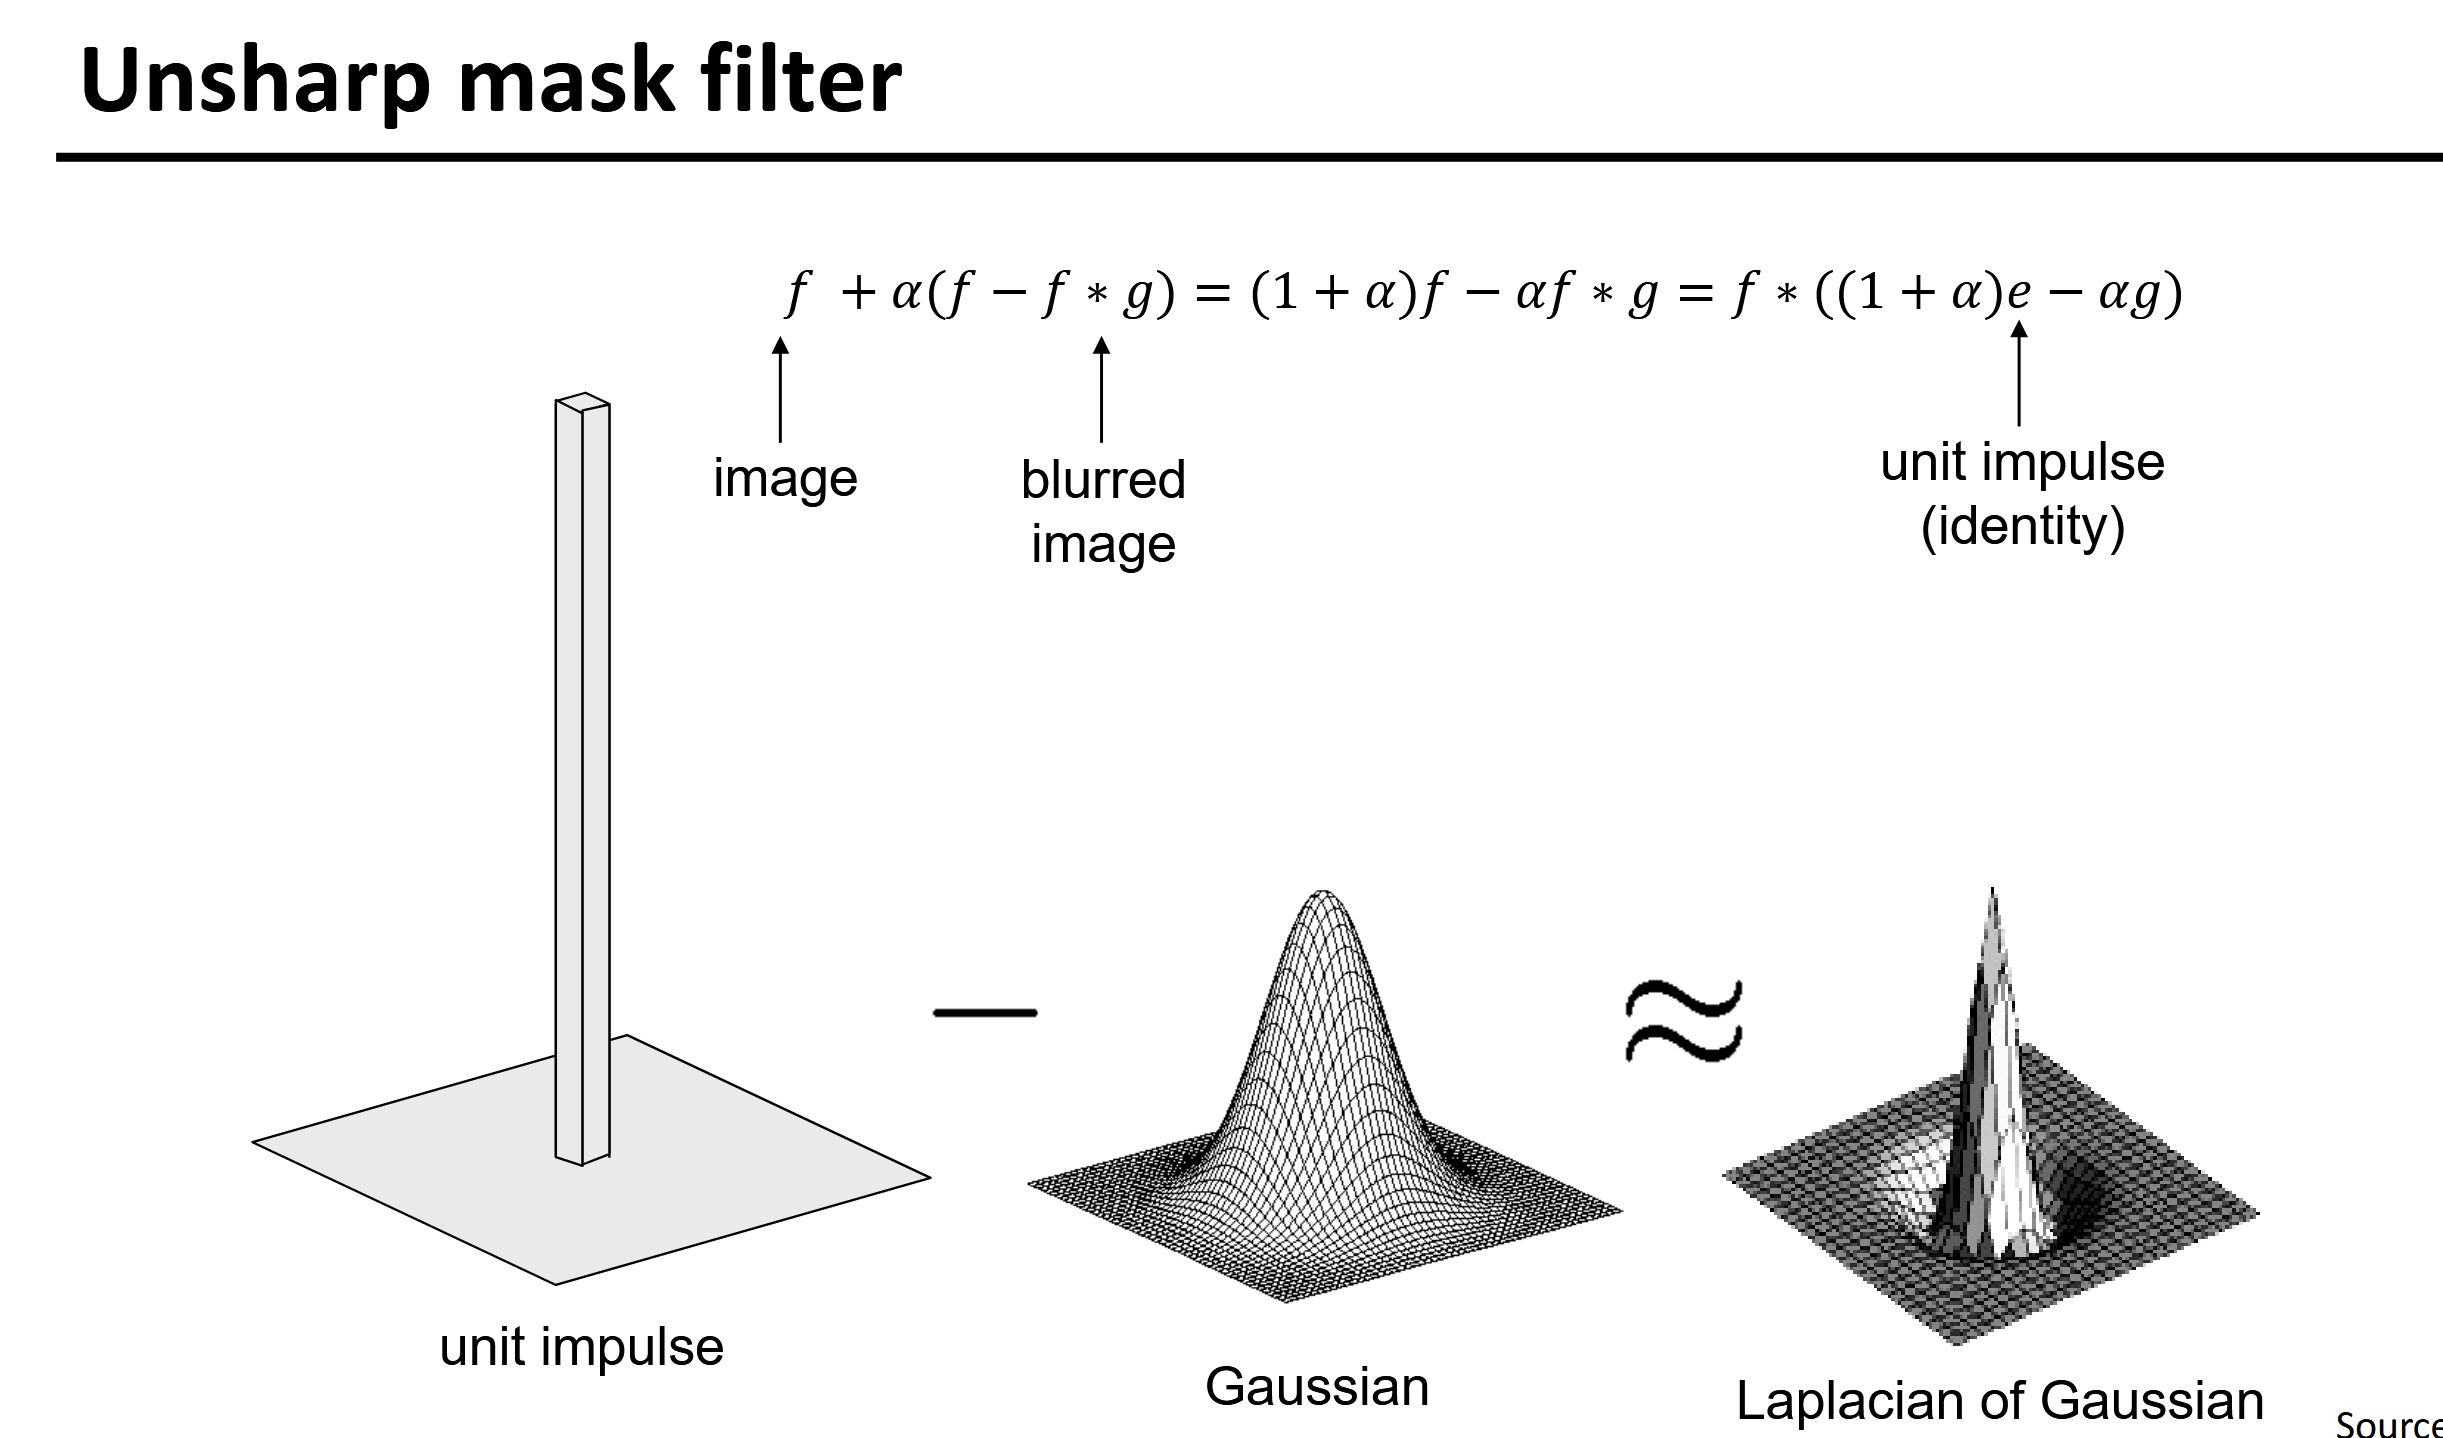 Unsharp mask filter
𝑓 + 𝛼(𝑓 − 𝑓 ∗ 𝑔) = (1 + 𝛼)𝑓 − 𝛼𝑓 ∗ 𝑔 = 𝑓 ∗ ((1 + 𝛼)𝑒 − 𝛼𝑔)
image
blurred
image
unit impulse
(identity)
−
≈
unit impulse
Gaussian
Laplacian of Gaussian
Source